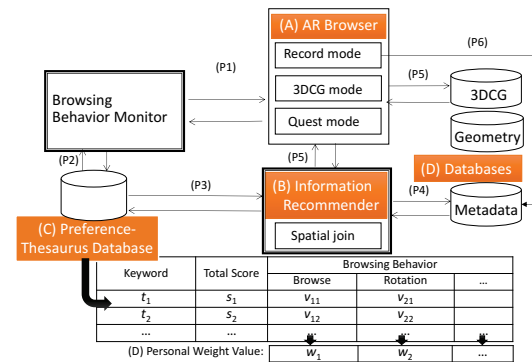 (A) AR Browser
Record mode
3DCG mode
Quest mode
(P6)
(P1)
(P5)
3DCG
Geometry
Browsing
Behavior Monitor
(P2)
(P5)
(D) Databases
(P3)
(B) Information
Recommender
(P4)
Metadata
Spatial join
(C) Preference-
Thesaurus Database
Keyword Total Score Browsing Behavior
Browse Rotation ...
t1 s1 v11 v21
t2 s2 v12 v22
... ... ... ... ...
(D) Personal Weight Value: w1 w2 ...